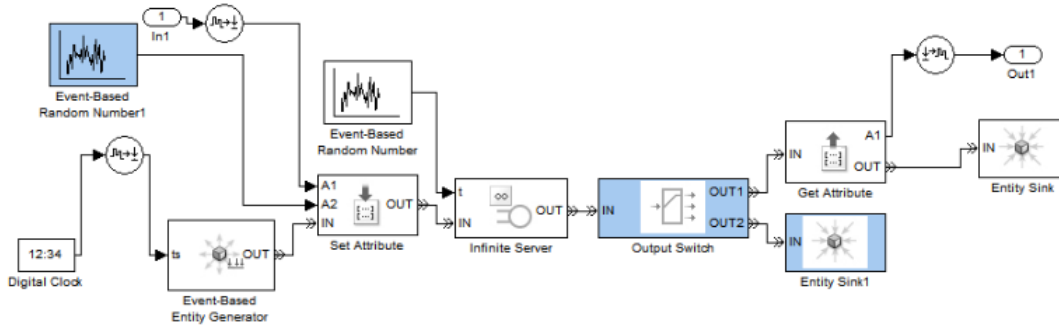 1
In1
Event-Based
Random Number1
Event-Based
Random Number
12:34
Digital Clock
ts
OUT
Event-Based
Entity Generator
A1
A2
IN
OUT
Set Attribute
t
IN
OUT
Infinite Server
IN
OUT1
OUT2
Output Switch
IN
A1
OUT
Get Attribute
1
Out1
IN
Entity Sink
IN
Entity Sink1